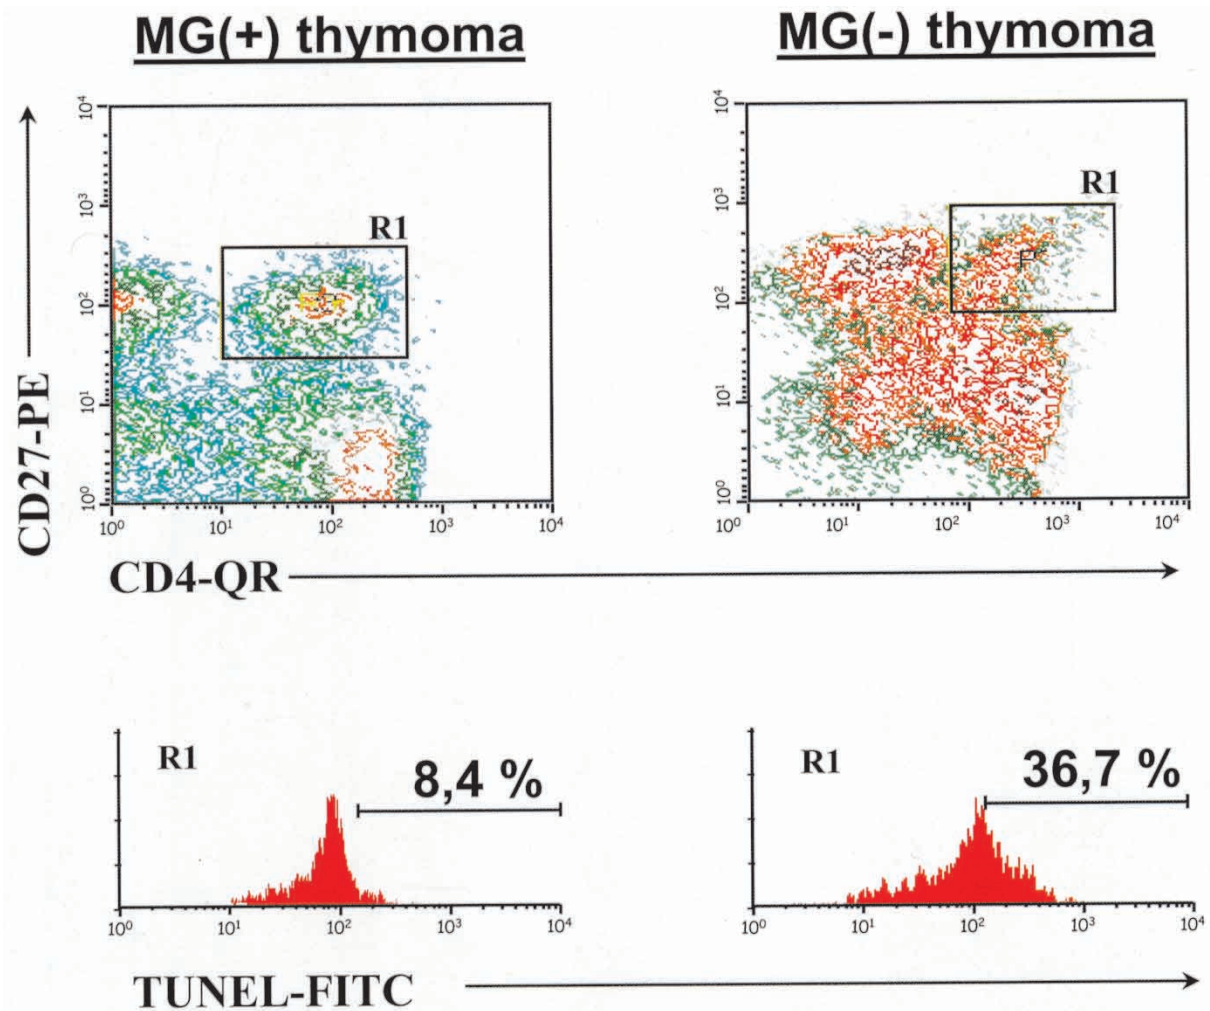 MG(+) thymoma
MG(-) thymoma
10⁴
10³
10²
10¹
10⁰
R1
10⁰ 10¹ 10² 10³ 10⁴
10⁴
10³
10²
10¹
10⁰
R1
10⁰ 10¹ 10² 10³ 10⁴
CD27-PE
CD4-QR
R1
8,4 %
10⁰ 10¹ 10² 10³ 10⁴
R1
36,7 %
10⁰ 10¹ 10² 10³ 10⁴
TUNEL-FITC